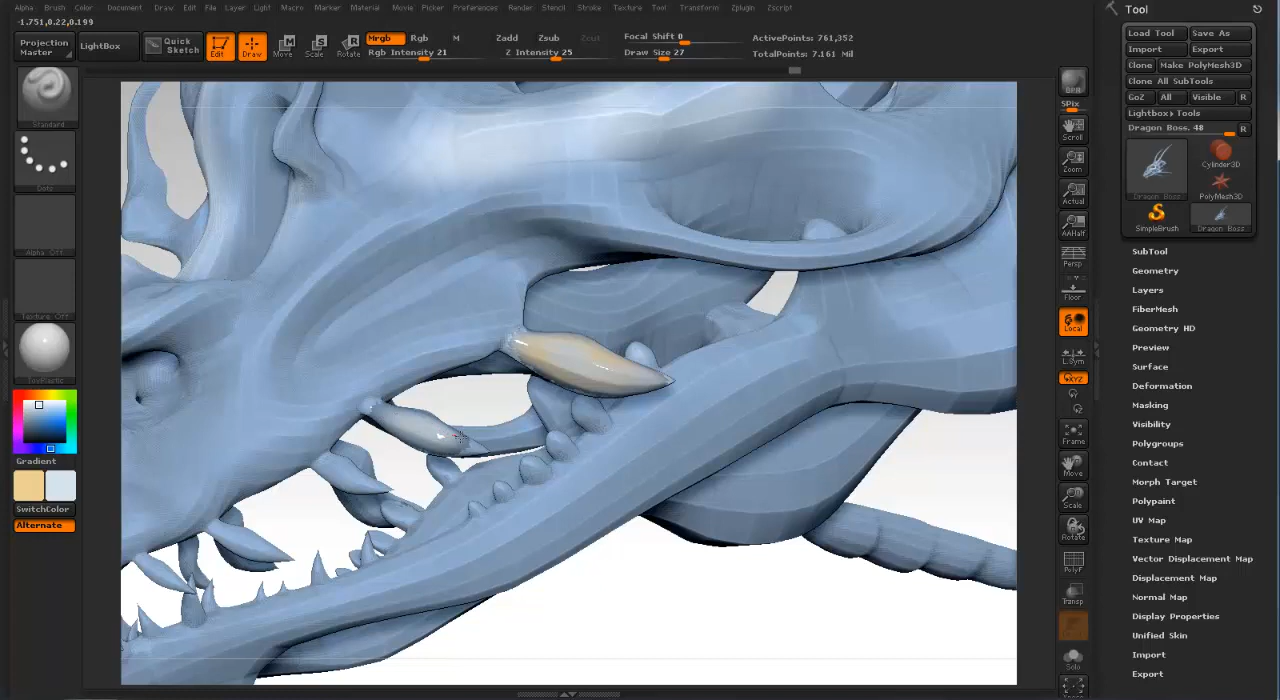 Alpha Brush Color Document Draw Edit File Layer Light Macro Marker Material Movie Picker Preferences Render Stencil Stroke Texture Tool Transform Zplugin Zscript
-1.751,0.22,0.199
Projection Master
LightBox
Quick Sketch
Edit
Draw
Move
Scale
Rotate
Mrgb Rgb M
Rgb Intensity 21
Zadd Zsub Zcut
Z Intensity 25
Focal Shift 0
Draw Size 27
ActivePoints: 761,352
TotalPoints: 7.161 Mil
Standard
Dots
Alpha Off
Texture Off
Gradient
SwitchColor
Alternate
BPR
SPix
Scroll
Zoom
Actual
AAHalf
Persp
Floor
Local
L.Sym
XYZ
Frame
Move
Scale
Rotate
PolyF
Transp
Solo
Tool
Load Tool Save As
Import Export
Clone Make PolyMesh3D
Clone All SubTools
GoZ All Visible R
Lightbox▸Tools
Dragon Boss. 48 R
Dragon Boss
Cylinder3D
PolyMesh3D
SimpleBrush
Dragon Boss
SubTool
Geometry
Layers
FiberMesh
Geometry HD
Preview
Surface
Deformation
Masking
Visibility
Polygroups
Contact
Morph Target
Polypaint
UV Map
Texture Map
Vector Displacement Map
Displacement Map
Normal Map
Display Properties
Unified Skin
Import
Export